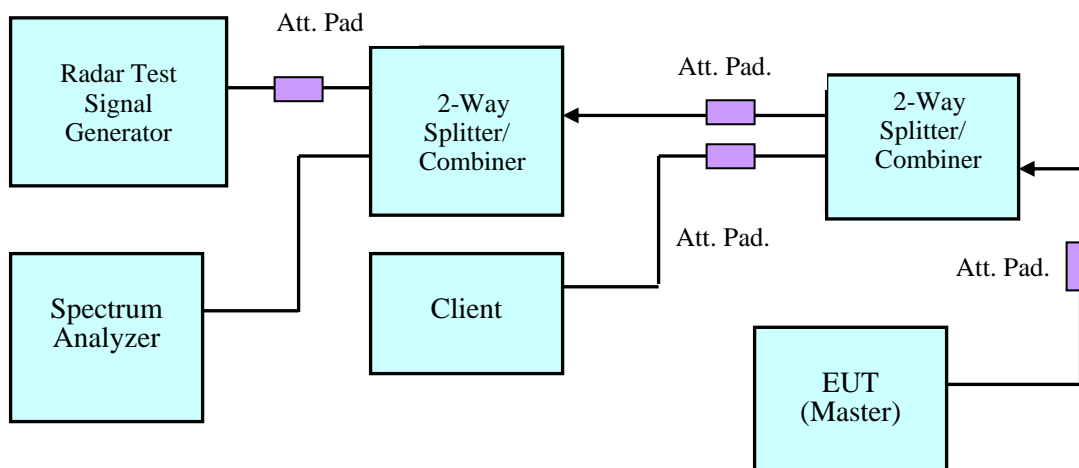 Att. Pad
Radar Test
Signal
Generator
2-Way
Splitter/
Combiner
Att. Pad.
2-Way
Splitter/
Combiner
Att. Pad.
Att. Pad.
Spectrum
Analyzer
Client
EUT
(Master)